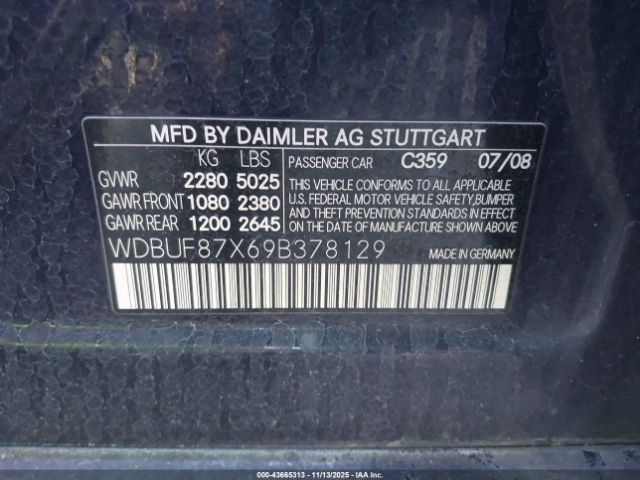 MFD BY DAIMLER AG STUTTGART
KG LBS
GVWR 2280 5025
GAWR FRONT 1080 2380
GAWR REAR 1200 2645
PASSENGER CAR C359 07/08
THIS VEHICLE CONFORMS TO ALL APPLICABLE
U.S. FEDERAL MOTOR VEHICLE SAFETY,BUMPER
AND THEFT PREVENTION STANDARDS IN EFFECT
ON THE DATE OF MANUFACTURE SHOWN ABOVE
WDBUF87X69B378129
MADE IN GERMANY
000-43665313 - 11/13/2025 - IAAI.COM